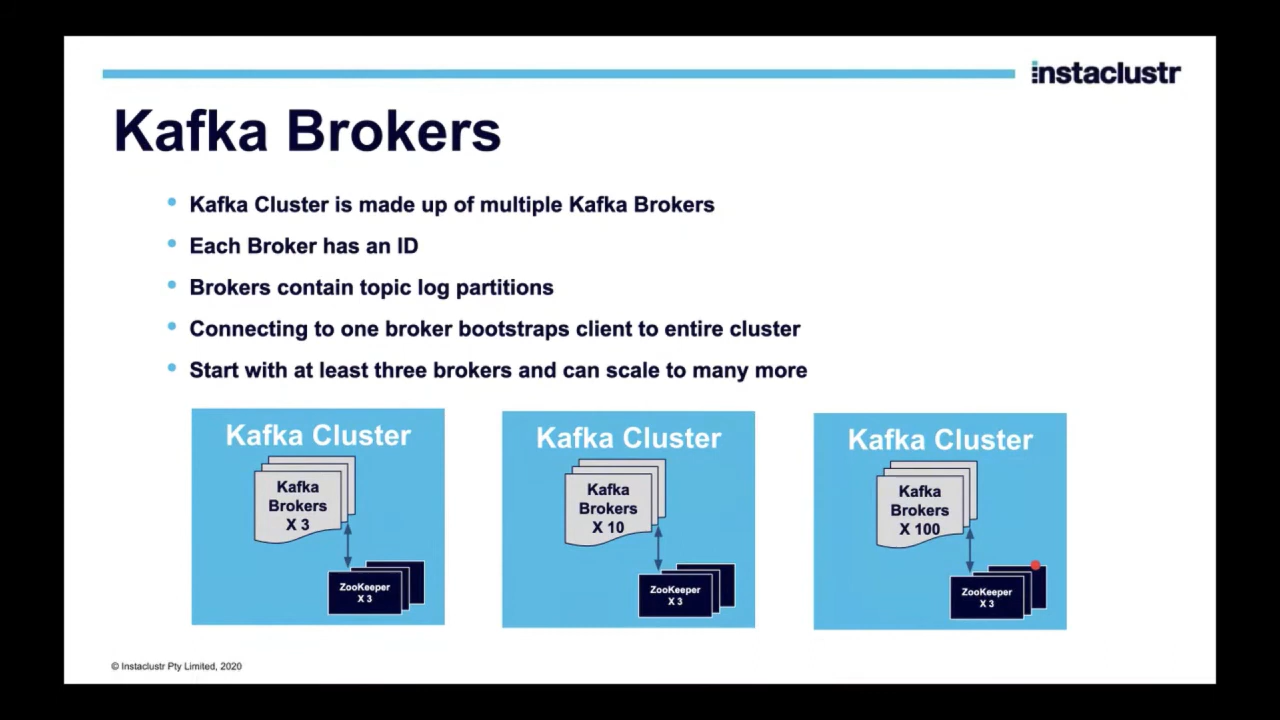 instaclustr
Kafka Brokers
Kafka Cluster is made up of multiple Kafka Brokers
Each Broker has an ID
Brokers contain topic log partitions
Connecting to one broker bootstraps client to entire cluster
Start with at least three brokers and can scale to many more
Kafka Cluster
Kafka
Brokers
X 3
ZooKeeper
X 3
Kafka Cluster
Kafka
Brokers
X 10
ZooKeeper
X 3
Kafka Cluster
Kafka
Brokers
X 100
ZooKeeper
X 3
© Instaclustr Pty Limited, 2020